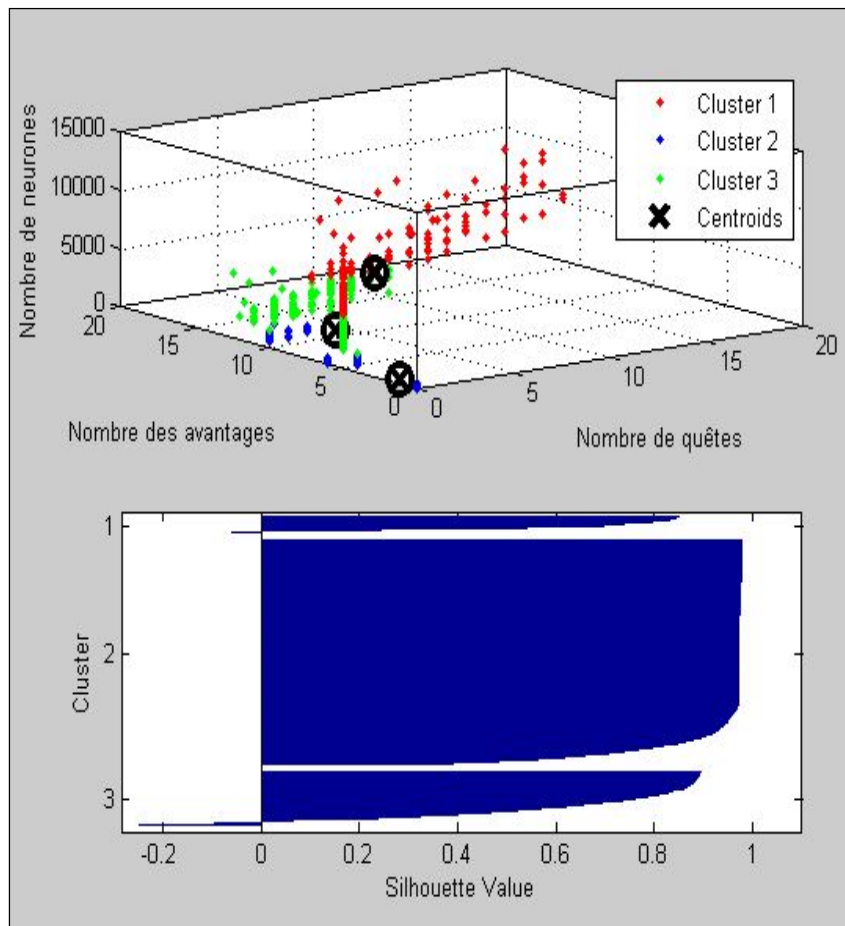 Cluster 1
Cluster 2
Cluster 3
Centroids
Nombre de neurones
15000
10000
5000
0
20
15
10
5
0
0
5
10
15
20
Nombre des avantages
Nombre de quêtes
Cluster
1
2
3
-0.2
0
0.2
0.4
0.6
0.8
1
Silhouette Value